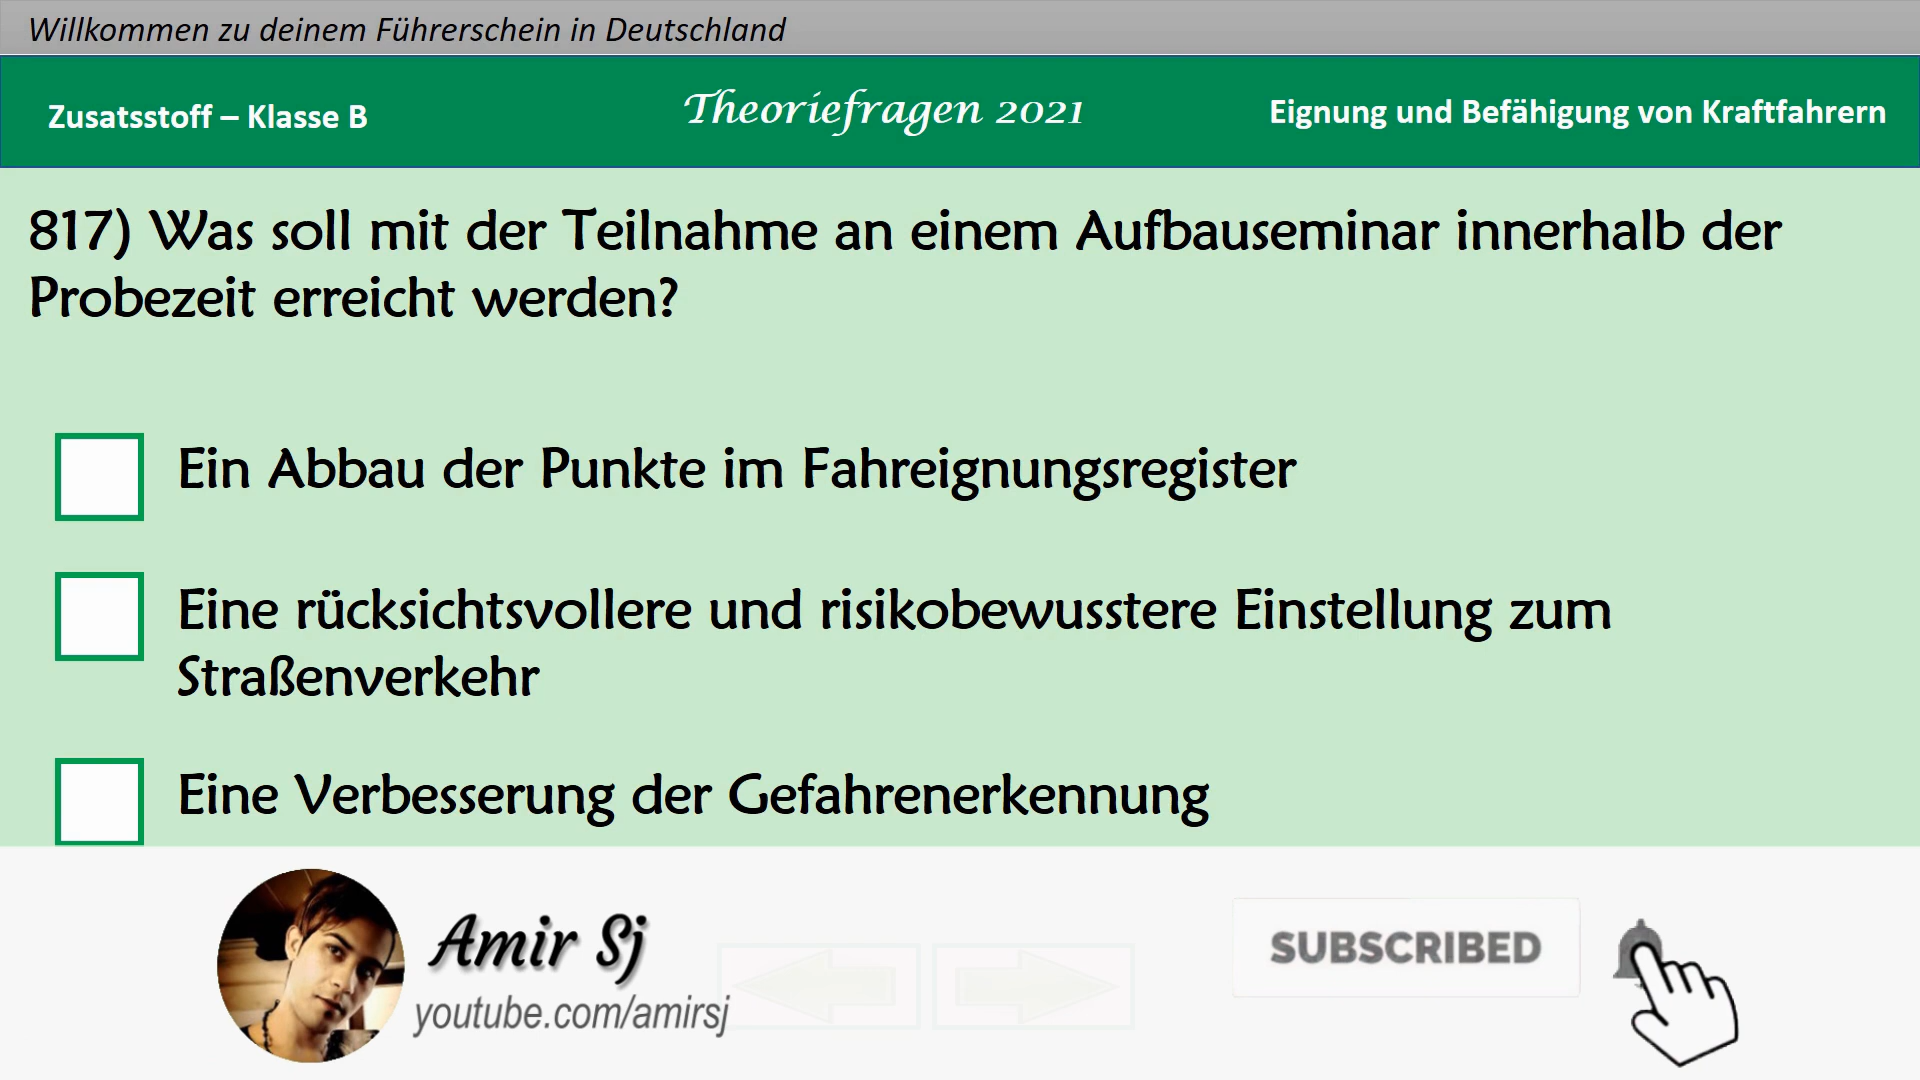 Willkommen zu deinem Führerschein in Deutschland
Zusatsstoff – Klasse B
Theoriefragen 2021
Eignung und Befähigung von Kraftfahrern
817) Was soll mit der Teilnahme an einem Aufbauseminar innerhalb der
Probezeit erreicht werden?
Ein Abbau der Punkte im Fahreignungsregister
Eine rücksichtsvollere und risikobewusstere Einstellung zum
Straßenverkehr
Eine Verbesserung der Gefahrenerkennung
Amir Sj
youtube.com/amirsj
SUBSCRIBED